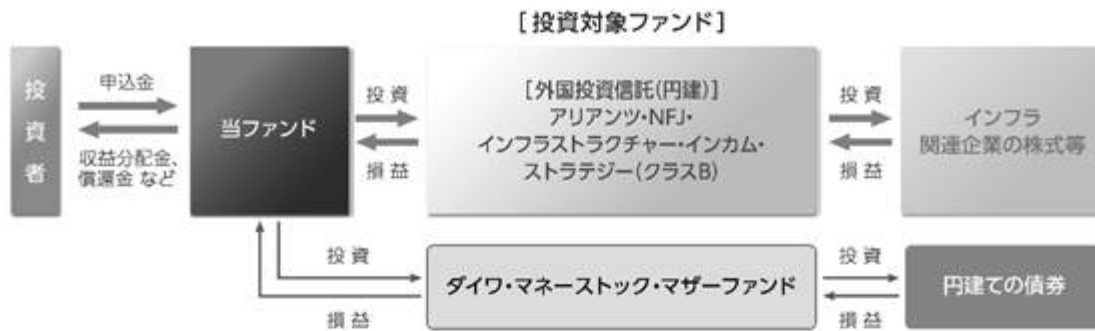 [投資対象ファンド]
投資者
申込金
収益分配金、
償還金 など
当ファンド
投資
損益
[外国投資信託(円建)]
アリアンツ・NFJ・
インフラストラクチャー・インカム・
ストラテジー(クラスB)
投資
損益
インフラ
関連企業の株式等
投資
損益
ダイワ・マネーストック・マザーファンド
投資
損益
円建ての債券